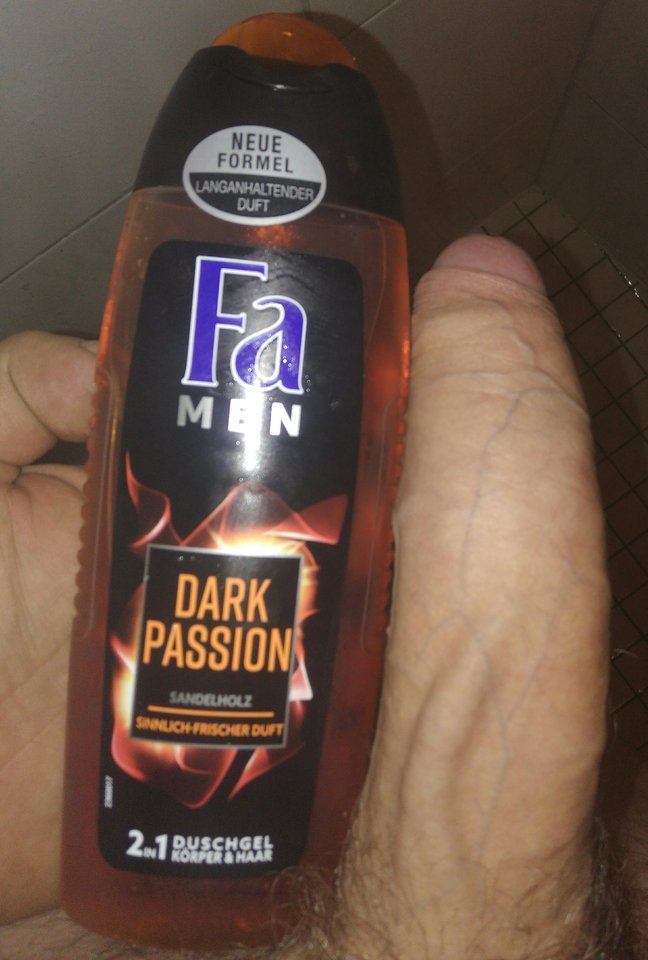 NEUE
FORMEL
LANGANHALTENDER
DUFT
Fa
MEN
DARK
PASSION
SANDELHOLZ
SINNLICH-FRISCHER DUFT
2IN1 DUSCHGEL
KÖRPER & HAAR